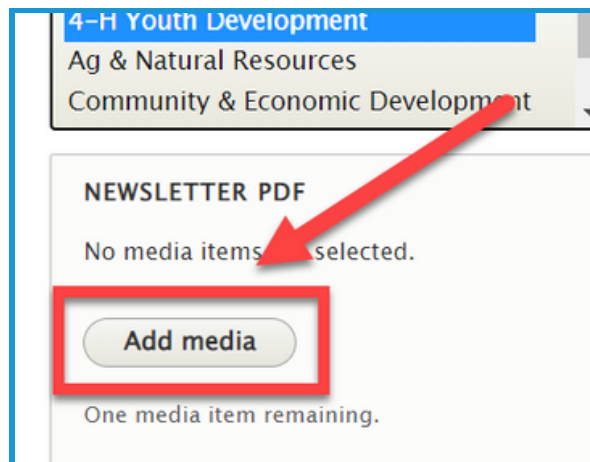 4-H Youth Development
Ag & Natural Resources
Community & Economic Development
NEWSLETTER PDF
No media items selected.
Add media
One media item remaining.